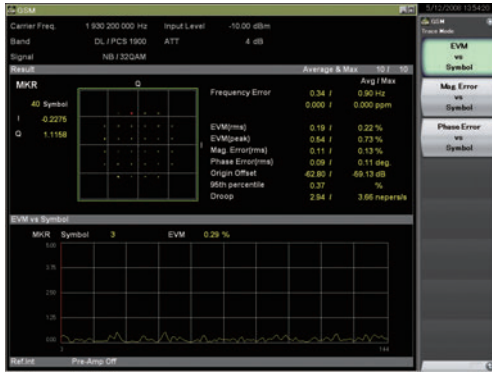 GSM
5/12/2008 13:54:20
Carrier Freq. 1 930 200 000 Hz Input Level -10.00 dBm
Band DL / PCS 1900 ATT 4 dB
Signal NB / 32QAM
Result Average & Max 10 / 10
MKR Q Avg / Max
40 Symbol Frequency Error 0.34 / 0.90 Hz
0.000 / 0.000 ppm
I -0.2275
Q 1.1158
EVM(rms) 0.19 / 0.22 %
EVM(peak) 0.54 / 0.73 %
Mag. Error(rms) 0.11 / 0.13 %
Phase Error(rms) 0.09 / 0.11 deg.
Origin Offset -62.80 / -69.13 dB
95th percentile 0.37 %
Droop 2.94 / 3.66 nepers/s
I
EVM vs Symbol
MKR Symbol 3 EVM 0.29 %
5.00
3.75
2.50
1.25
0.00
3 144
Ref.Int Pre-Amp Off
GSM
Trace Mode
EVM
vs
Symbol
Mag Error
vs
Symbol
Phase Error
vs
Symbol